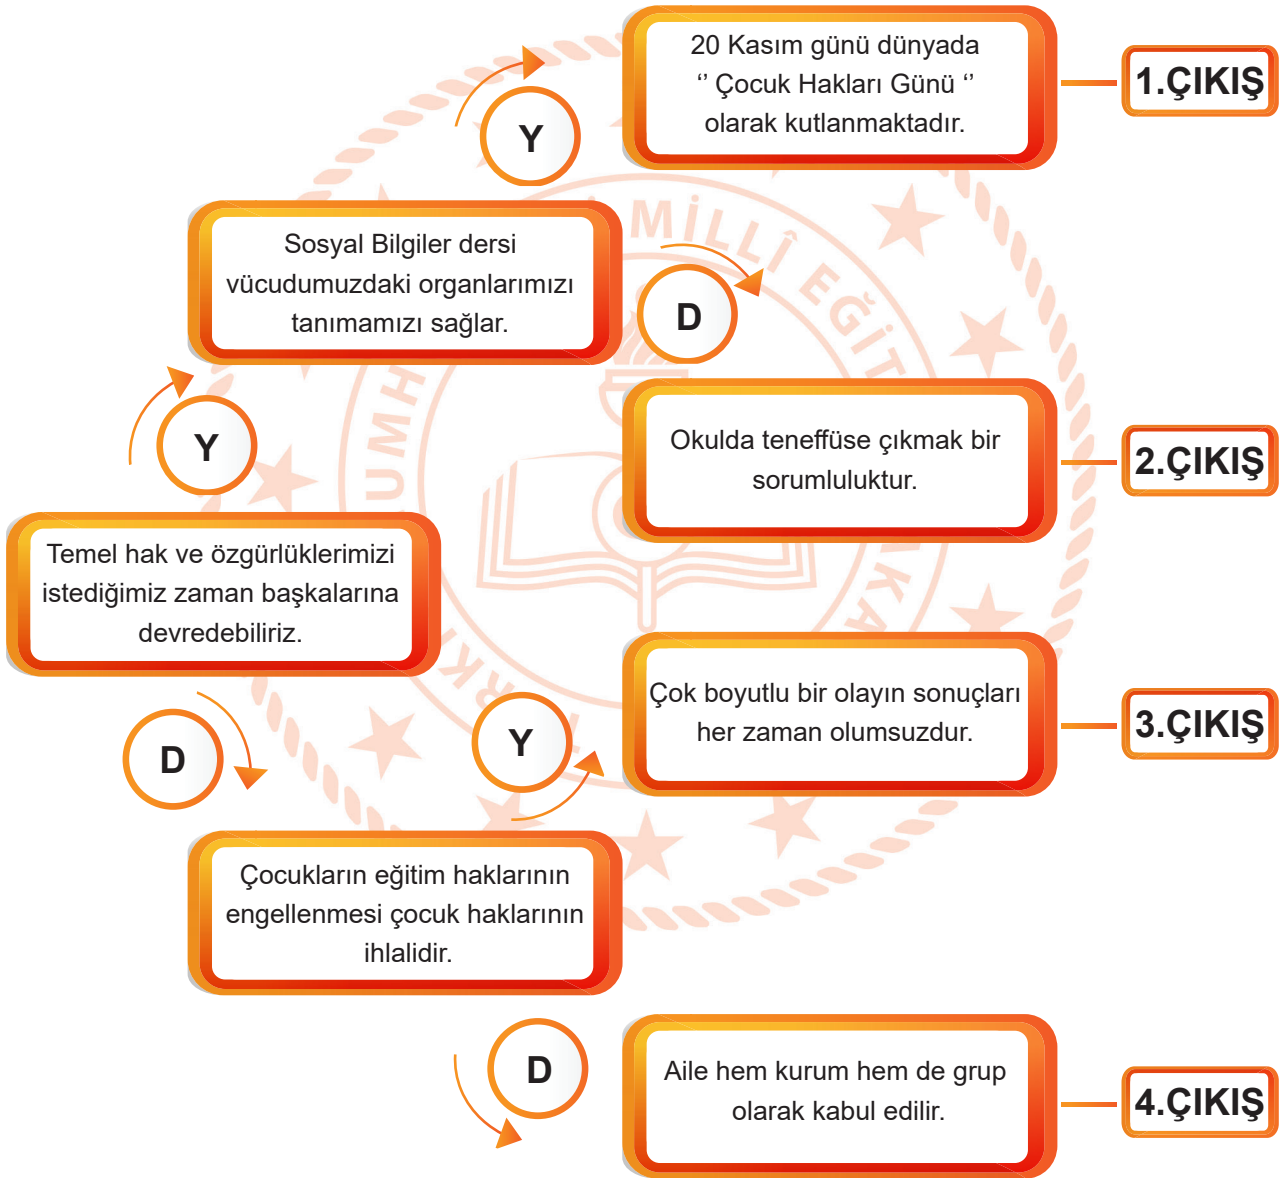 20 Kasım günü dünyada
‘’ Çocuk Hakları Günü ‘’
olarak kutlanmaktadır.
1.ÇIKIŞ
Y
Sosyal Bilgiler dersi
vücudumuzdaki organlarımızı
tanımamızı sağlar.
D
Okulda teneffüse çıkmak bir
sorumluluktur.
2.ÇIKIŞ
Y
Temel hak ve özgürlüklerimizi
istediğimiz zaman başkalarına
devredebiliriz.
D
Y
Çok boyutlu bir olayın sonuçları
her zaman olumsuzdur.
3.ÇIKIŞ
Çocukların eğitim haklarının
engellenmesi çocuk haklarının
ihlalidir.
D
Aile hem kurum hem de grup
olarak kabul edilir.
4.ÇIKIŞ
MİLLÎ